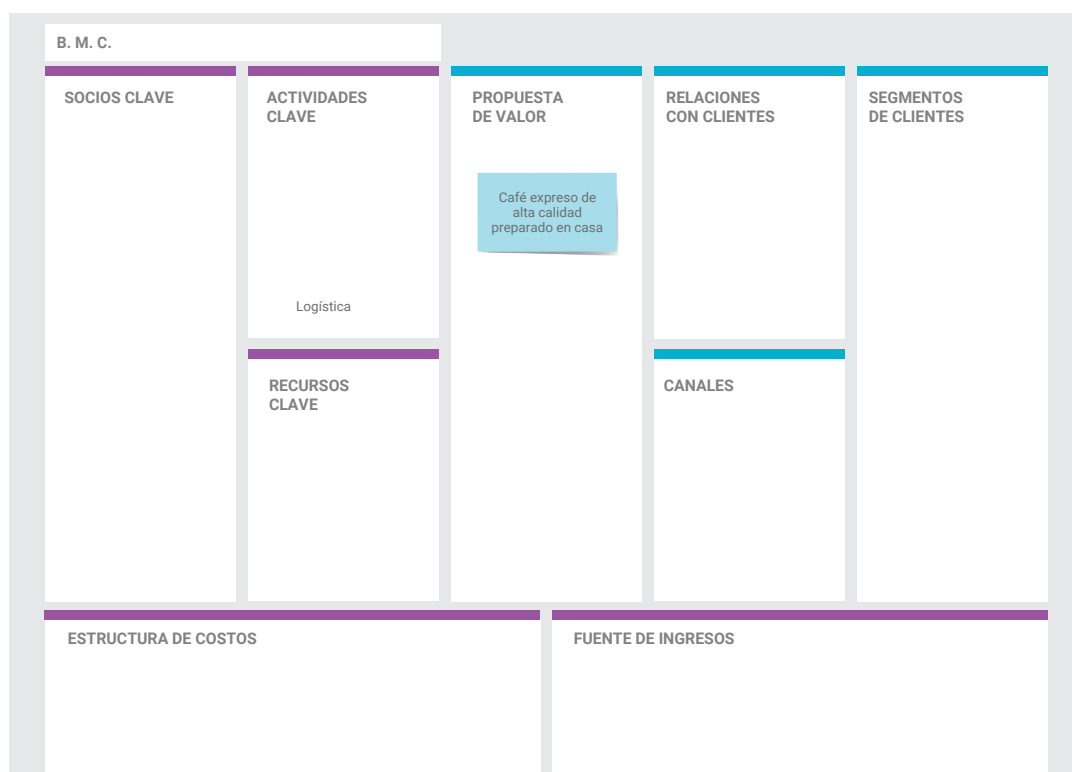 B. M. C.
SOCIOS CLAVE
ACTIVIDADES
CLAVE
Logística
RECURSOS
CLAVE
PROPUESTA
DE VALOR
Café expreso de
alta calidad
preparado en casa
RELACIONES
CON CLIENTES
CANALES
SEGMENTOS
DE CLIENTES
ESTRUCTURA DE COSTOS
FUENTE DE INGRESOS